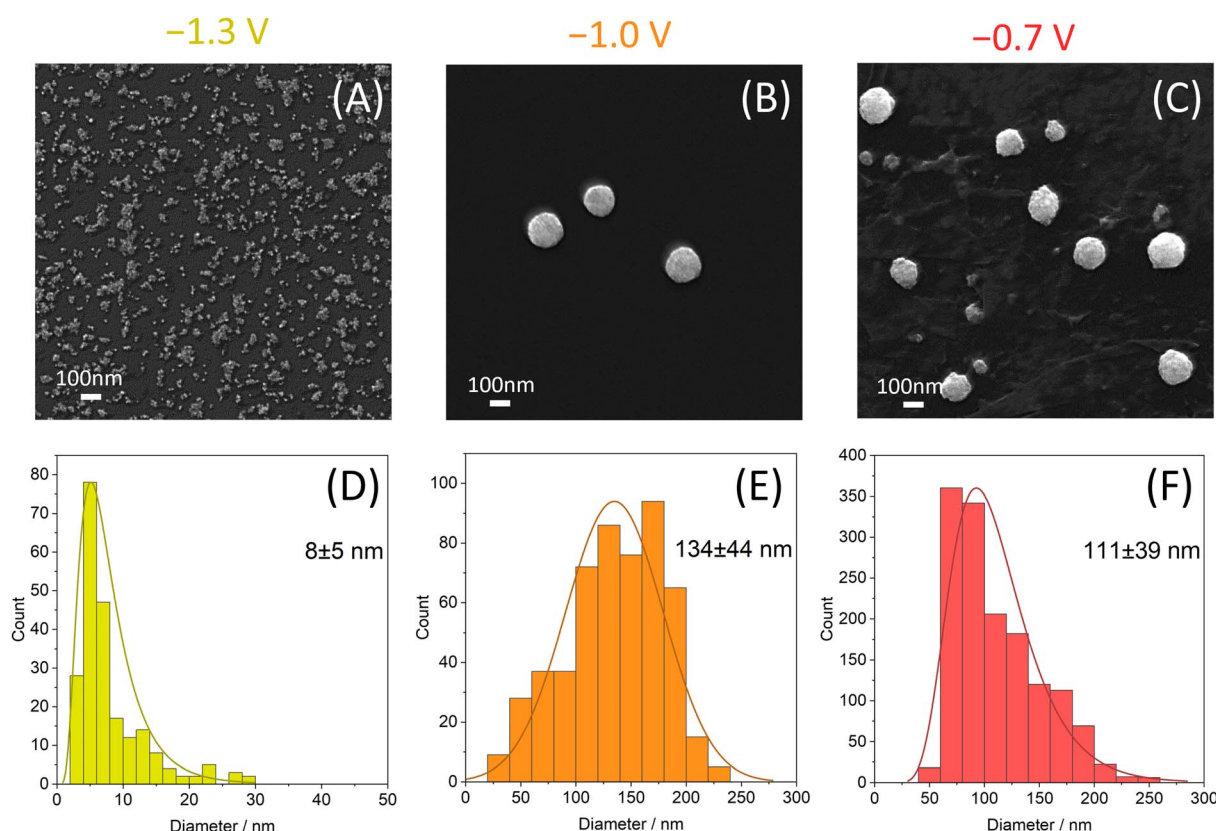 −1.3 V
−1.0 V
−0.7 V
(A)
100nm
(B)
100nm
(C)
100nm
(D)
8±5 nm
Count
80
70
60
50
40
30
20
10
0
0 10 20 30 40 50
Diameter / nm
(E)
134±44 nm
Count
100
80
60
40
20
0
0 50 100 150 200 250 300
Diameter / nm
(F)
111±39 nm
Count
400
350
300
250
200
150
100
50
0
0 50 100 150 200 250 300
Diameter / nm